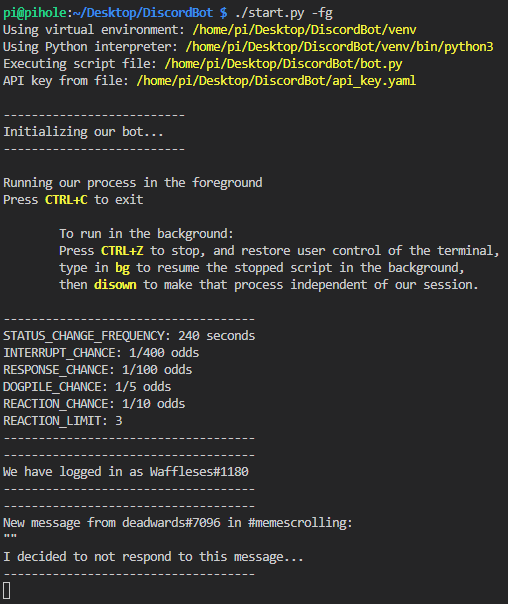 pi@pihole:~/Desktop/DiscordBot $ ./start.py -fg
Using virtual environment: /home/pi/Desktop/DiscordBot/venv
Using Python interpreter: /home/pi/Desktop/DiscordBot/venv/bin/python3
Executing script file: /home/pi/Desktop/DiscordBot/bot.py
API key from file: /home/pi/Desktop/DiscordBot/api_key.yaml
--------------------------
Initializing our bot...
--------------------------
Running our process in the foreground
Press CTRL+C to exit
To run in the background:
Press CTRL+Z to stop, and restore user control of the terminal,
type in bg to resume the stopped script in the background,
then disown to make that process independent of our session.
------------------------------------
STATUS_CHANGE_FREQUENCY: 240 seconds
INTERRUPT_CHANCE: 1/400 odds
RESPONSE_CHANCE: 1/100 odds
DOGPILE_CHANCE: 1/5 odds
REACTION_CHANCE: 1/10 odds
REACTION_LIMIT: 3
------------------------------------
------------------------------------
We have logged in as Waffleses#1180
------------------------------------
------------------------------------
New message from deadwards#7096 in #memescrolling:
""
I decided to not respond to this message...
------------------------------------